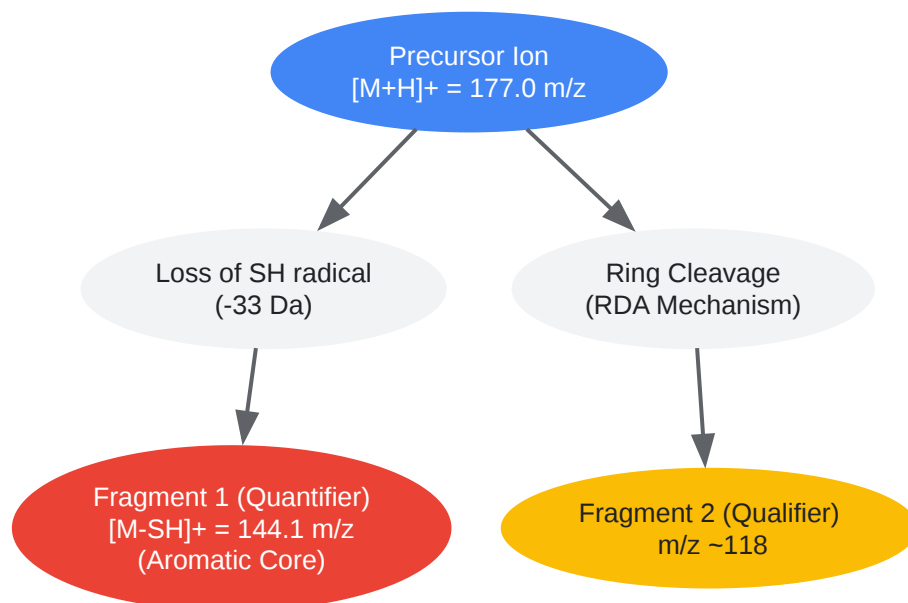 Precursor Ion
[M+H]+ = 177.0 m/z
Loss of SH radical
(-33 Da)
Ring Cleavage
(RDA Mechanism)
Fragment 1 (Quantifier)
[M-SH]+ = 144.1 m/z
(Aromatic Core)
Fragment 2 (Qualifier)
m/z ~118